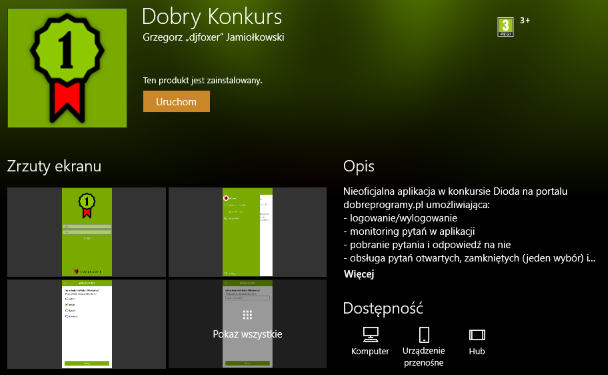 1
Dobry Konkurs
Grzegorz „djfoxer” Jamiołkowski
3
3+
Ten produkt jest zainstalowany.
Uruchom
Zrzuty ekranu
Pokaż wszystkie
Opis
Nieoficjalna aplikacja w konkursie Dioda na portalu
dobreprogramy.pl umożliwiająca:
- logowanie/wylogowanie
- monitoring pytań w aplikacji
- pobranie pytania i odpowiedź na nie
- obsługa pytań otwartych, zamkniętych (jeden wybór) i...
Więcej
Dostępność
Komputer
Urządzenie
przenośne
Hub